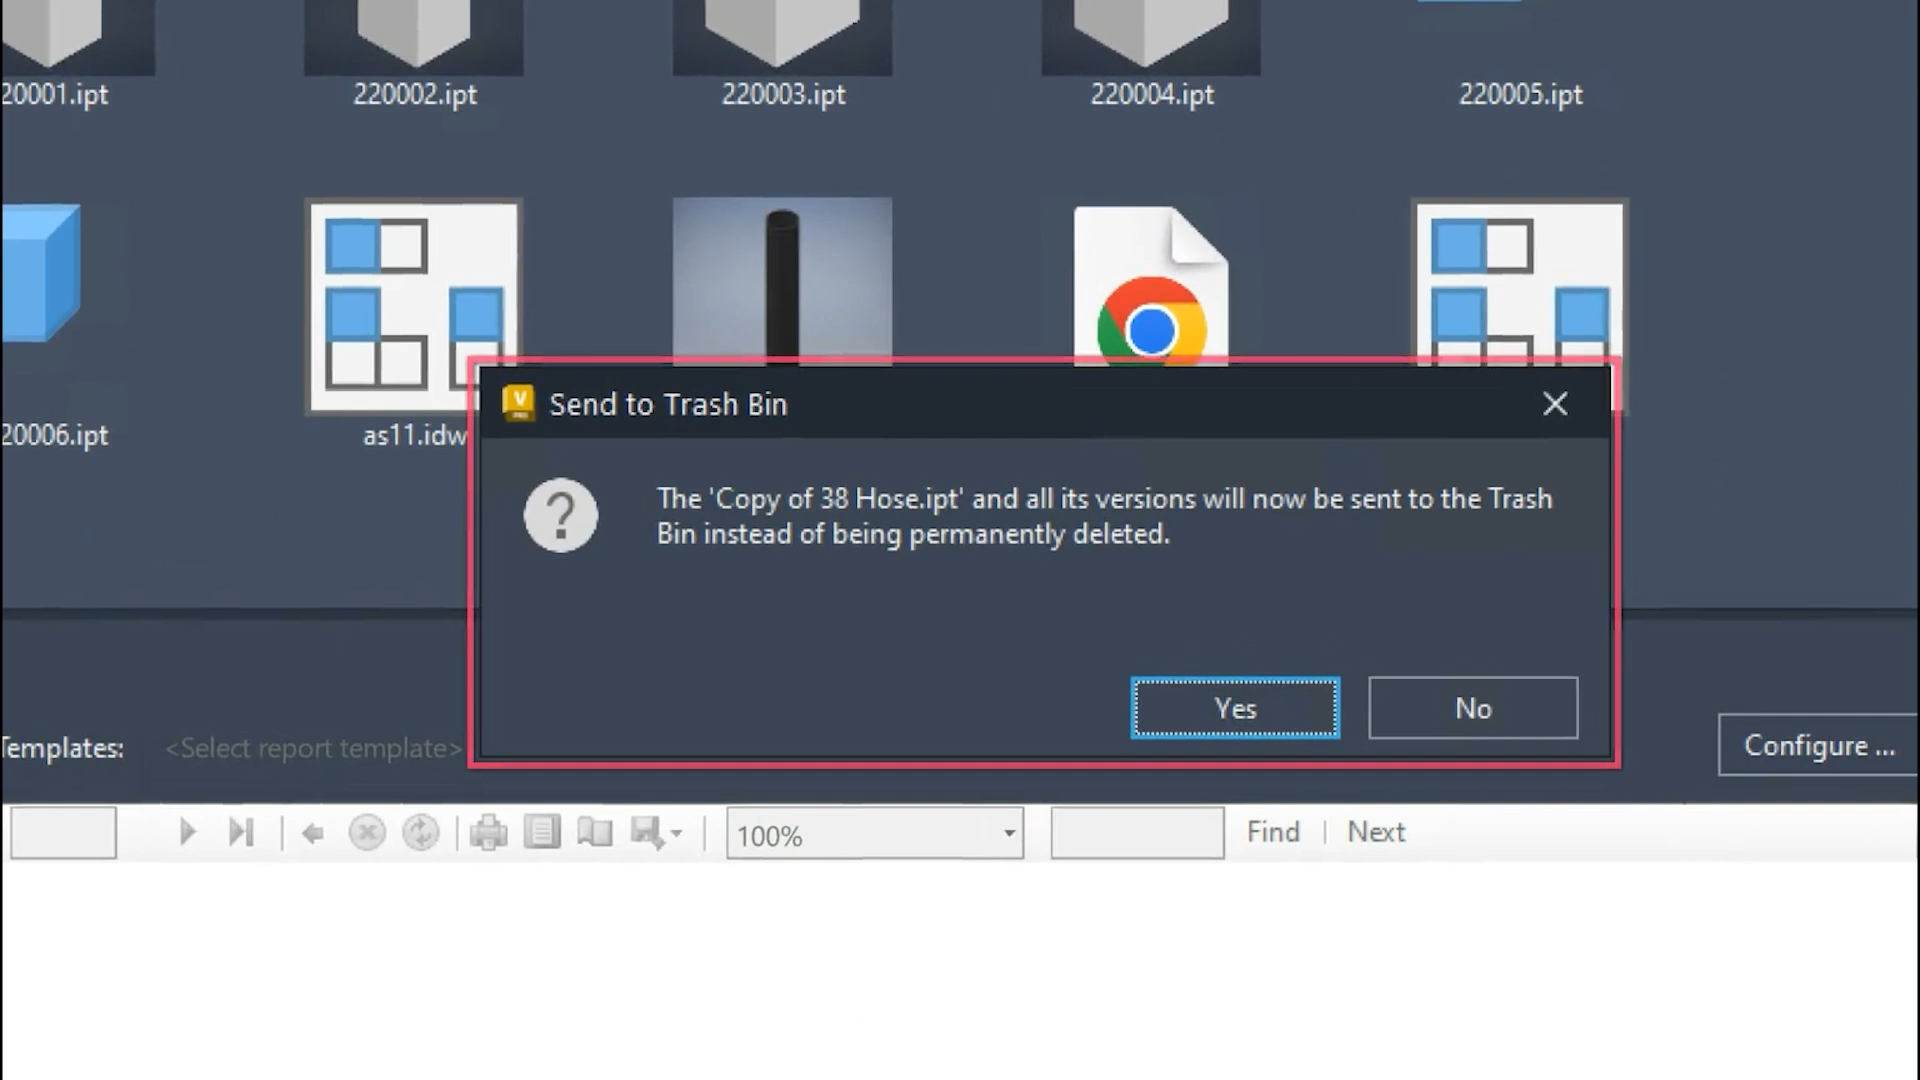 20001.ipt
220002.ipt
220003.ipt
220004.ipt
220005.ipt
20006.ipt
as11.idw
V
Send to Trash Bin
The 'Copy of 38 Hose.ipt' and all its versions will now be sent to the Trash
Bin instead of being permanently deleted.
Yes
No
Templates:
<Select report template>
Configure ...
100%
Find
Next